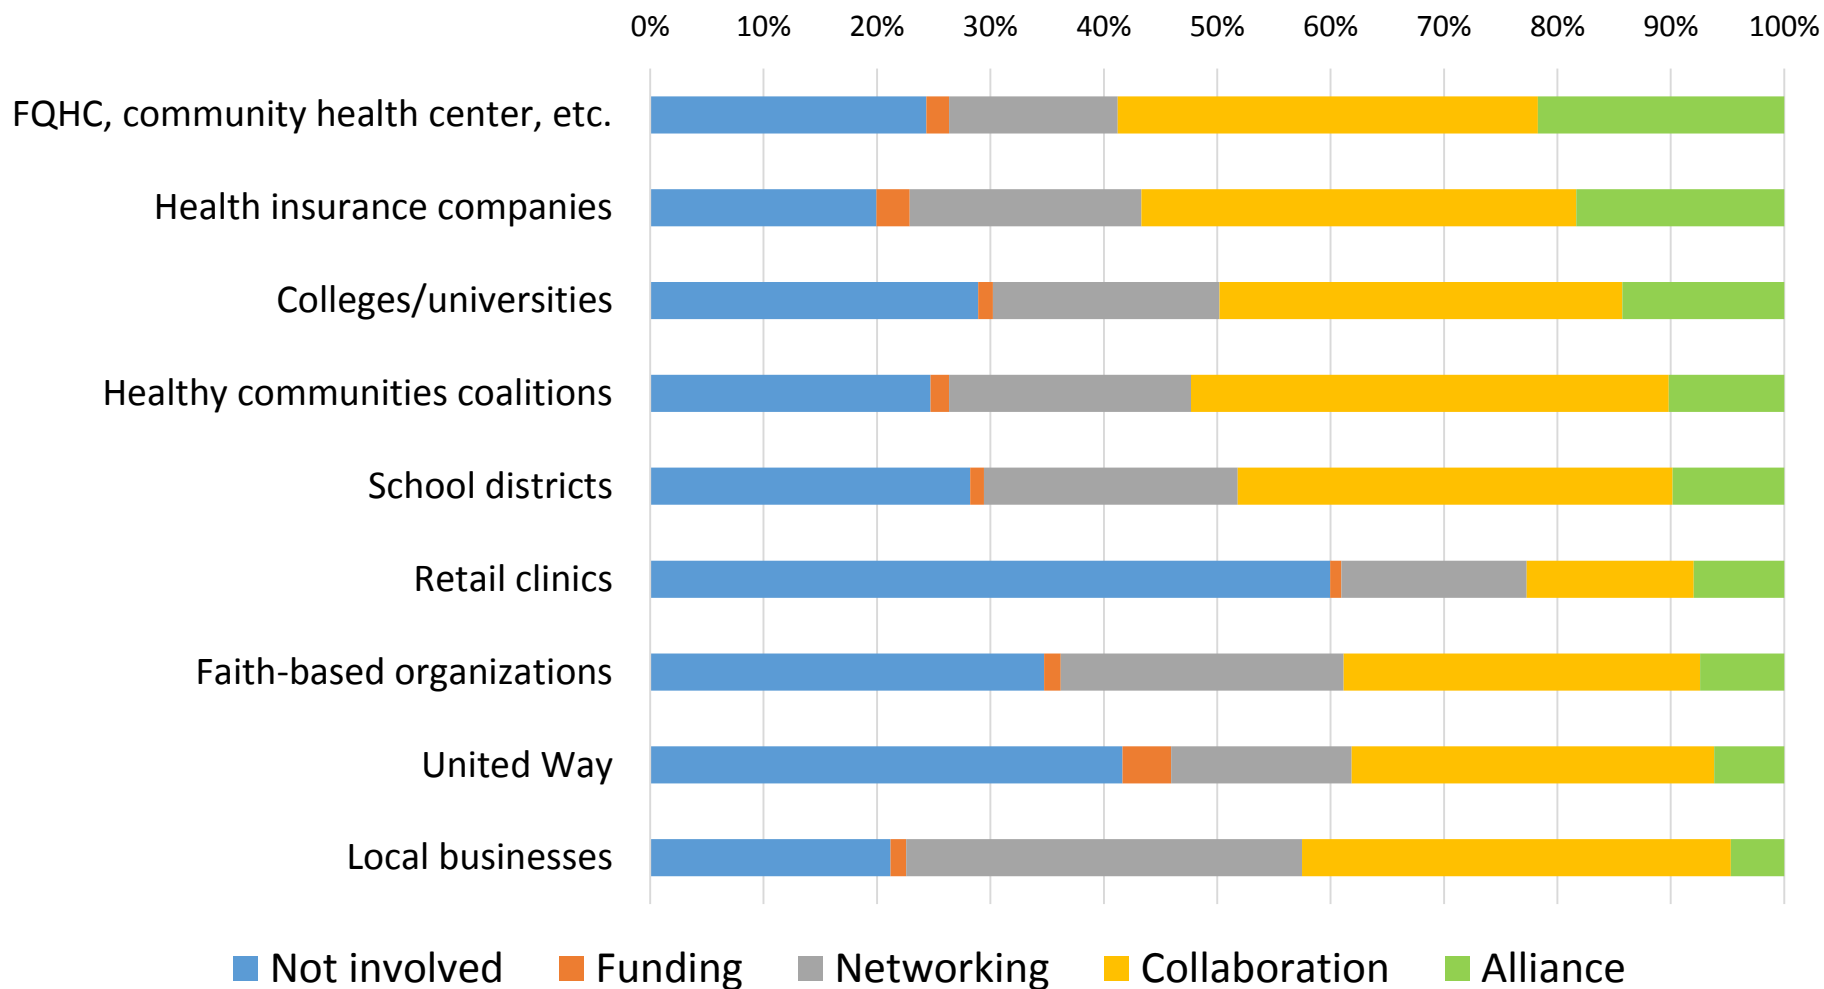 0% 10% 20% 30% 40% 50% 60% 70% 80% 90% 100%
FQHC, community health center, etc.
Health insurance companies
Colleges/universities
Healthy communities coalitions
School districts
Retail clinics
Faith-based organizations
United Way
Local businesses
Not involved Funding Networking Collaboration Alliance